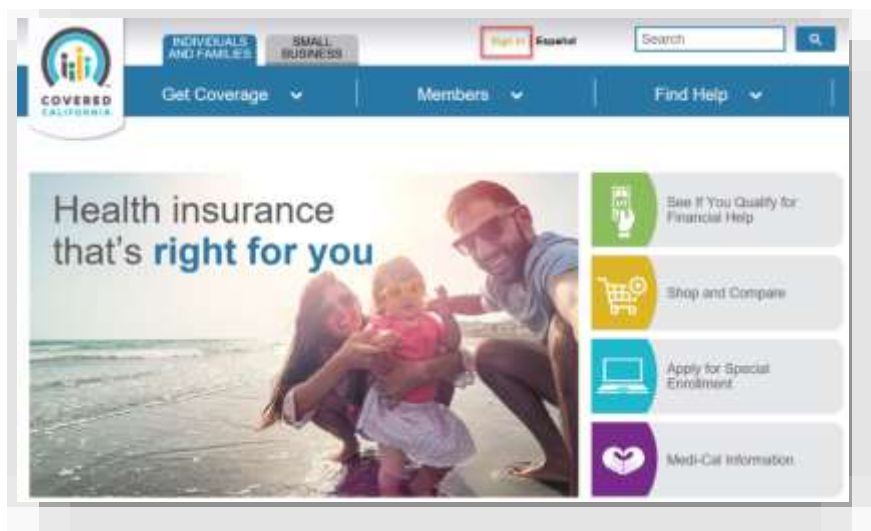 INDIVIDUALS
AND FAMILIES
SMALL
BUSINESS
Sign In
Español
Search
COVERED
CALIFORNIA
Get Coverage
Members
Find Help
Health insurance
that's right for you
See If You Qualify for
Financial Help
Shop and Compare
Apply for Special
Enrollment
Medi-Cal Information